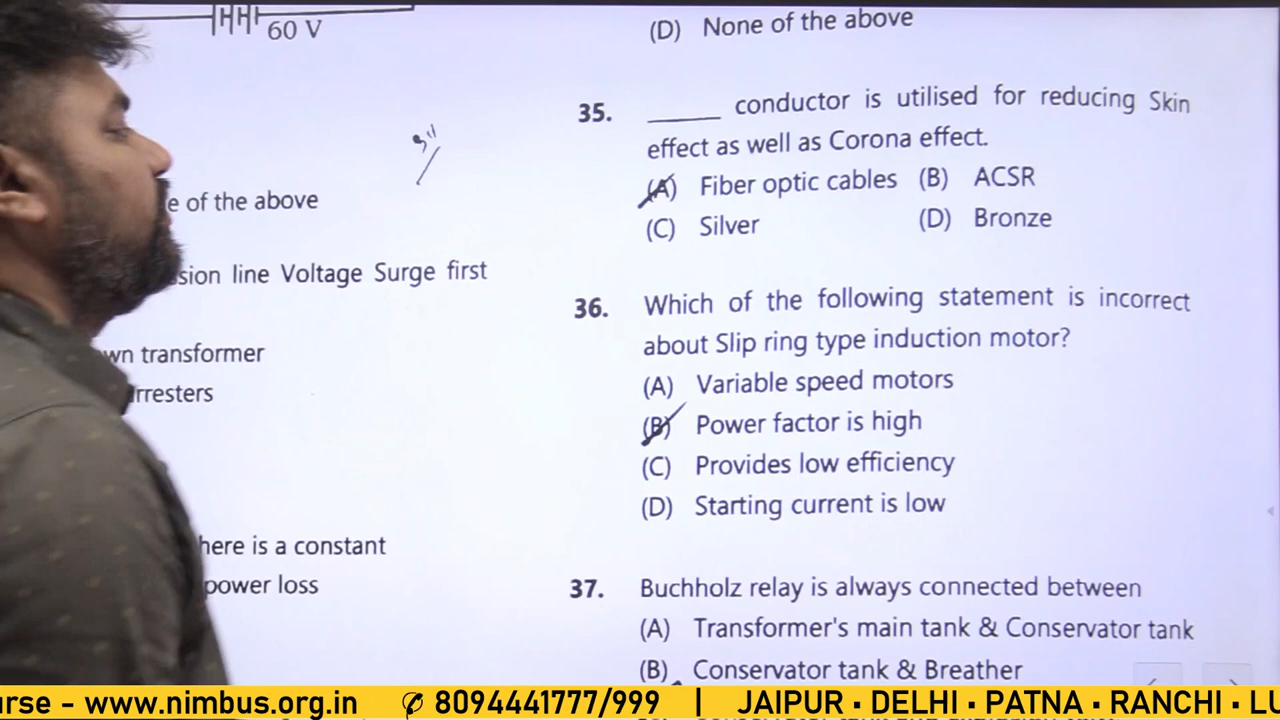 60 V
e of the above
sion line Voltage Surge first
wn transformer
rresters
here is a constant
power loss
(D) None of the above
35. _____ conductor is utilised for reducing Skin
effect as well as Corona effect.
(A) Fiber optic cables (B) ACSR
(C) Silver (D) Bronze
36. Which of the following statement is incorrect
about Slip ring type induction motor?
(A) Variable speed motors
(B) Power factor is high
(C) Provides low efficiency
(D) Starting current is low
37. Buchholz relay is always connected between
(A) Transformer's main tank & Conservator tank
(B) Conservator tank & Breather
rse - www.nimbus.org.in ✆ 8094441777/999 | JAIPUR • DELHI • PATNA • RANCHI • LU